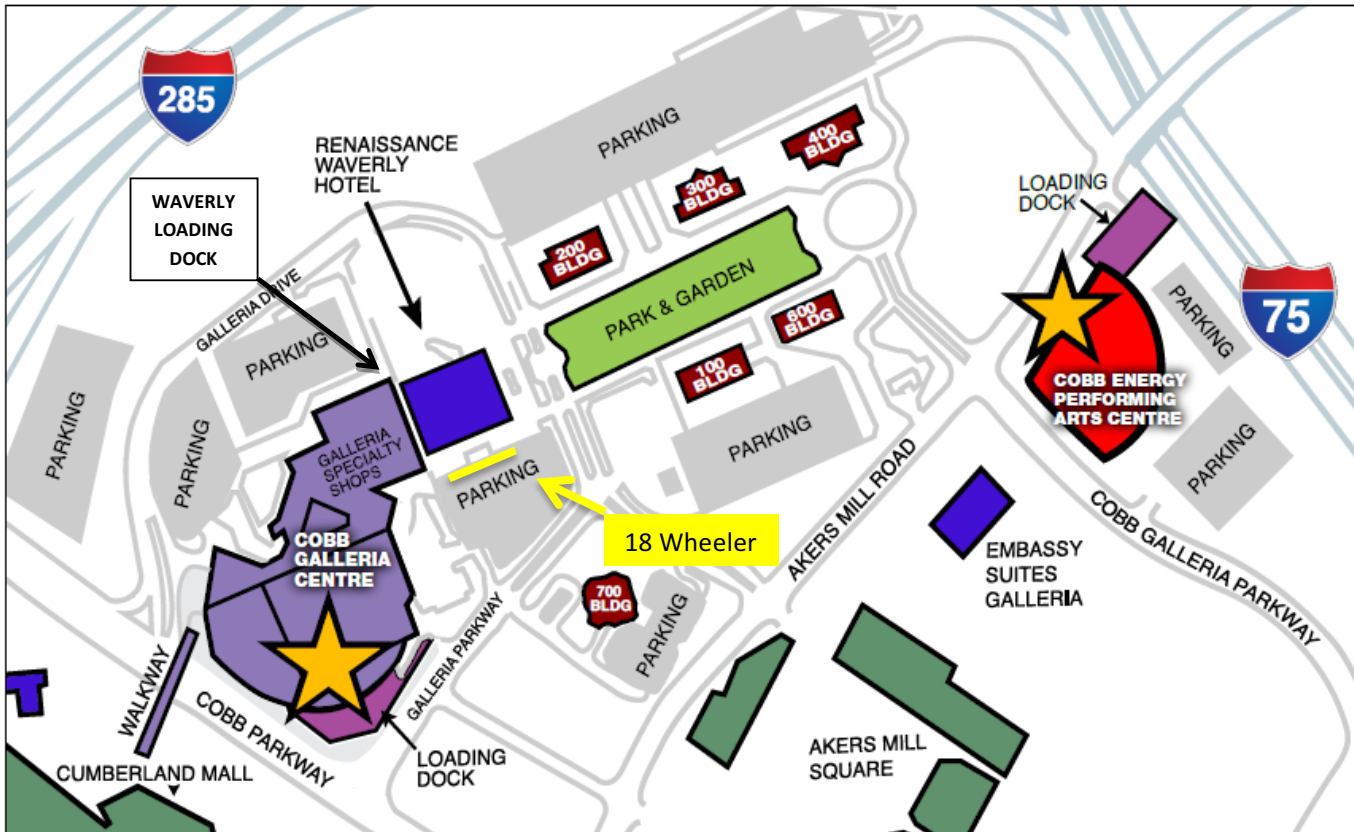 285
RENAISSANCE
WAVERLY
HOTEL
WAVERLY
LOADING
DOCK
PARKING
400
BLDG
300
BLDG
200
BLDG
LOADING
DOCK
GALLERIA DRIVE
PARKING
PARK & GARDEN
600
BLDG
100
BLDG
PARKING
75
COBB ENERGY
PERFORMING
ARTS CENTRE
PARKING
PARKING
PARKING
GALLERIA
SPECIALTY
SHOPS
PARKING
PARKING
PARKING
18 Wheeler
AKERS MILL ROAD
COBB GALLERIA PARKWAY
EMBASSY
SUITES
GALLERIA
COBB
GALLERIA
CENTRE
700
BLDG
PARKING
GALLERIA PARKWAY
WALKWAY
COBB PARKWAY
LOADING
DOCK
CUMBERLAND MALL
AKERS MILL
SQUARE